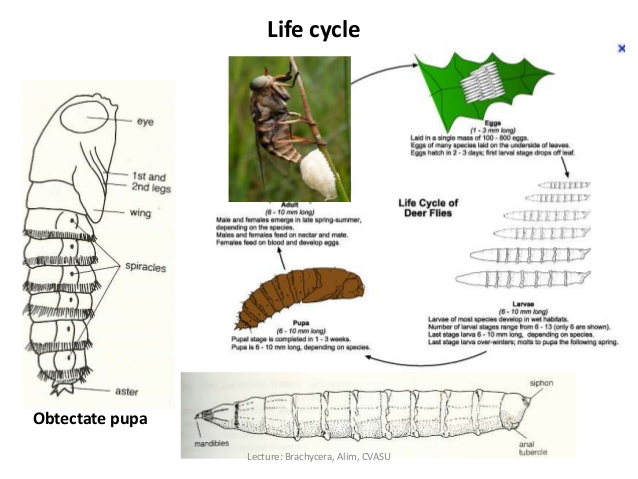 Life cycle
eye
1st and
2nd legs
wing
spiracles
aster
Obtectate pupa
Eggs
(1 - 3 mm long)
Laid in a single mass of 100 - 800 eggs.
Eggs of many species laid on the underside of leaves.
Eggs hatch in 2 - 3 days; first larval stage drops off leaf.
Adult
(6 - 10 mm long)
Male and females emerge in late spring-summer,
depending on the species.
Males and females feed on nectar and mate.
Females feed on blood and develop eggs.
Life Cycle of
Deer Flies
Pupa
(6 - 10 mm long)
Pupal stage is completed in 1 - 3 weeks.
Pupa is 6 - 10 mm long, depending on species.
Larvae
(6 - 10 mm long)
Larvae of most species develop in wet habitats.
Number of larval stages range from 6 - 13 (only 6 are shown).
Last stage larva 6 - 10 mm long, depending on species.
Last stage larva over-winters; molts to pupa the following spring.
siphon
mandibles
anal
tubercle
Lecture: Brachycera, Alim, CVASU